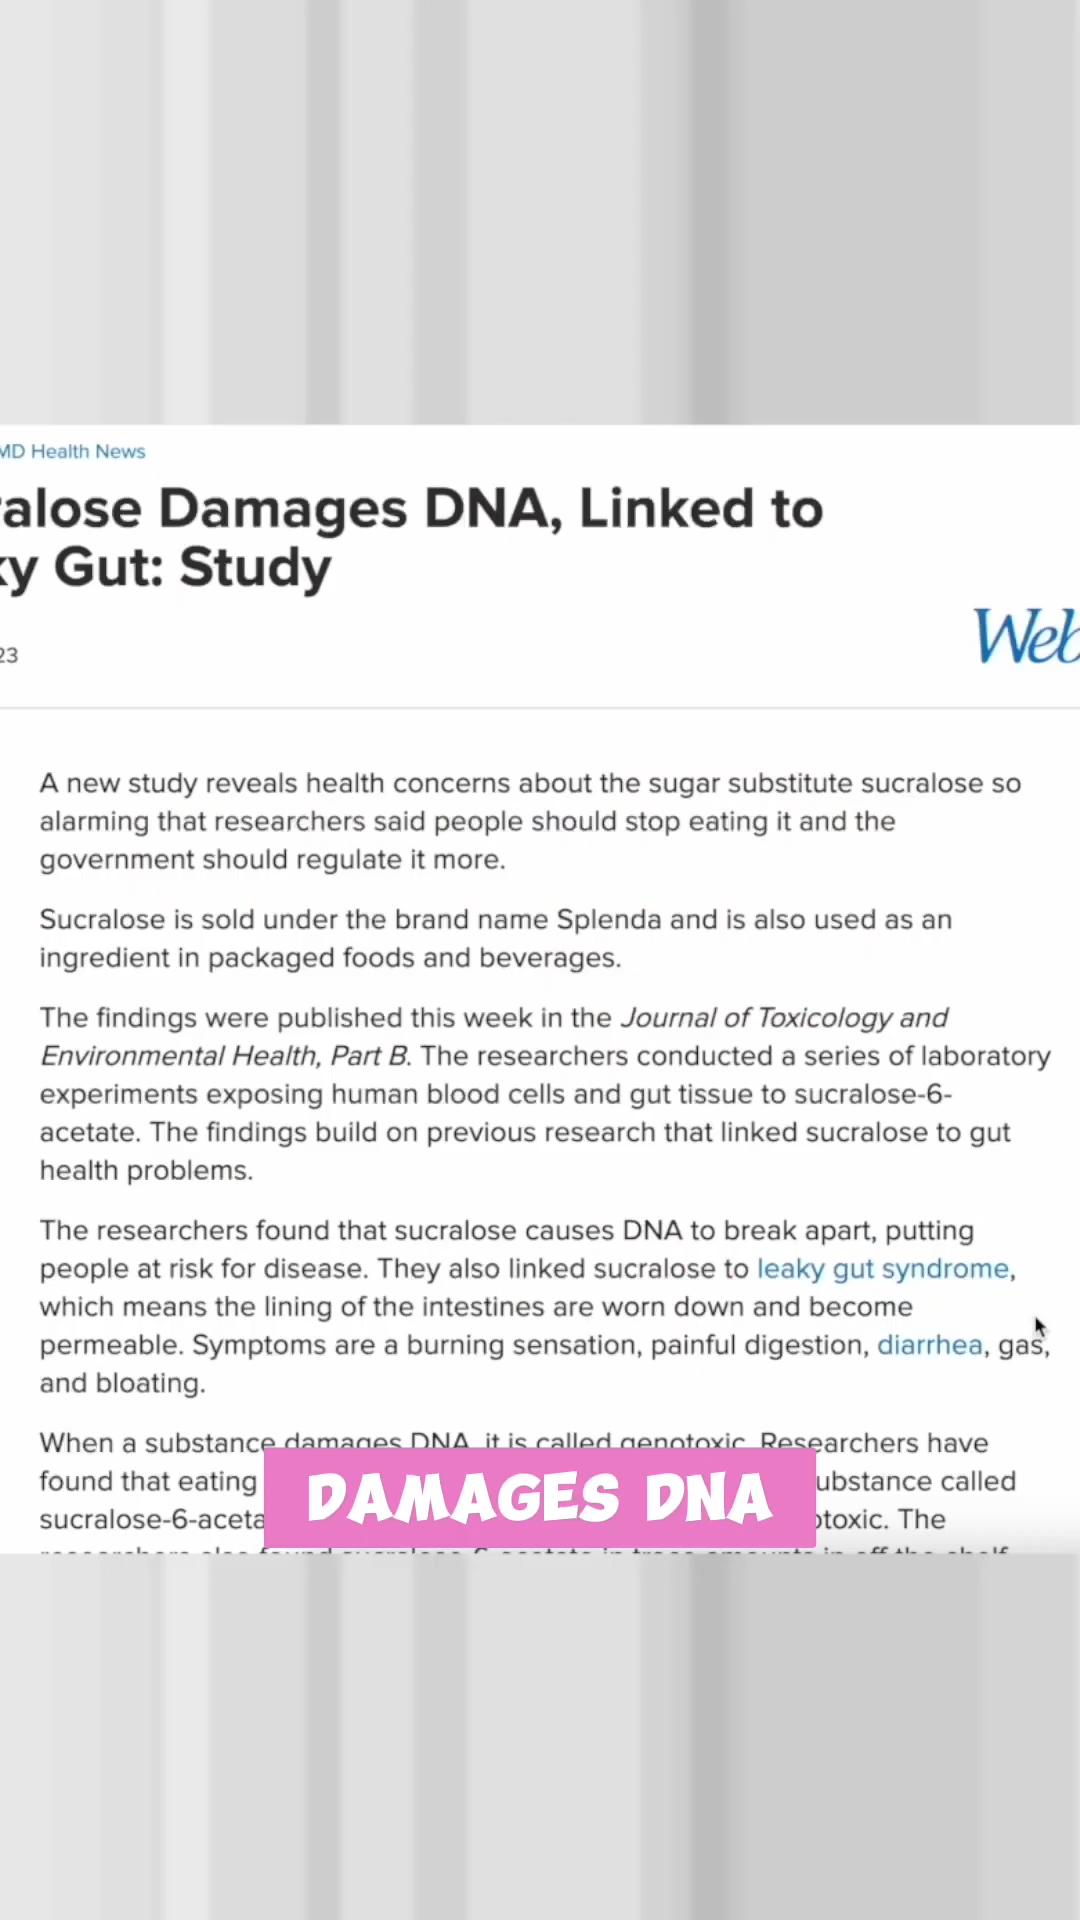 MD Health News
alose Damages DNA, Linked to
ky Gut: Study
23
Web
A new study reveals health concerns about the sugar substitute sucralose so
alarming that researchers said people should stop eating it and the
government should regulate it more.
Sucralose is sold under the brand name Splenda and is also used as an
ingredient in packaged foods and beverages.
The findings were published this week in the Journal of Toxicology and
Environmental Health, Part B. The researchers conducted a series of laboratory
experiments exposing human blood cells and gut tissue to sucralose-6-
acetate. The findings build on previous research that linked sucralose to gut
health problems.
The researchers found that sucralose causes DNA to break apart, putting
people at risk for disease. They also linked sucralose to leaky gut syndrome,
which means the lining of the intestines are worn down and become
permeable. Symptoms are a burning sensation, painful digestion, diarrhea, gas,
and bloating.
When a substance damages DNA, it is called genotoxic. Researchers have
found that eating ubstance called
sucralose-6-aceta otoxic. The
DAMAGES DNA